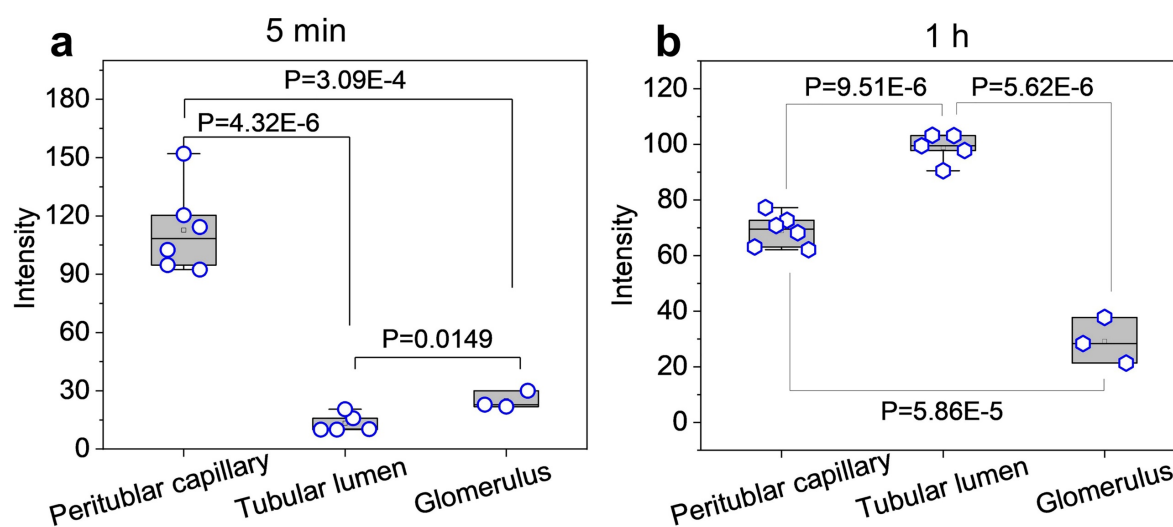 a
5 min
Intensity
180
150
120
90
60
30
0
P=3.09E-4
P=4.32E-6
P=0.0149
Peritublar capillary
Tubular lumen
Glomerulus
b
1 h
Intensity
120
100
80
60
40
20
0
P=9.51E-6
P=5.62E-6
P=5.86E-5
Peritublar capillary
Tubular lumen
Glomerulus